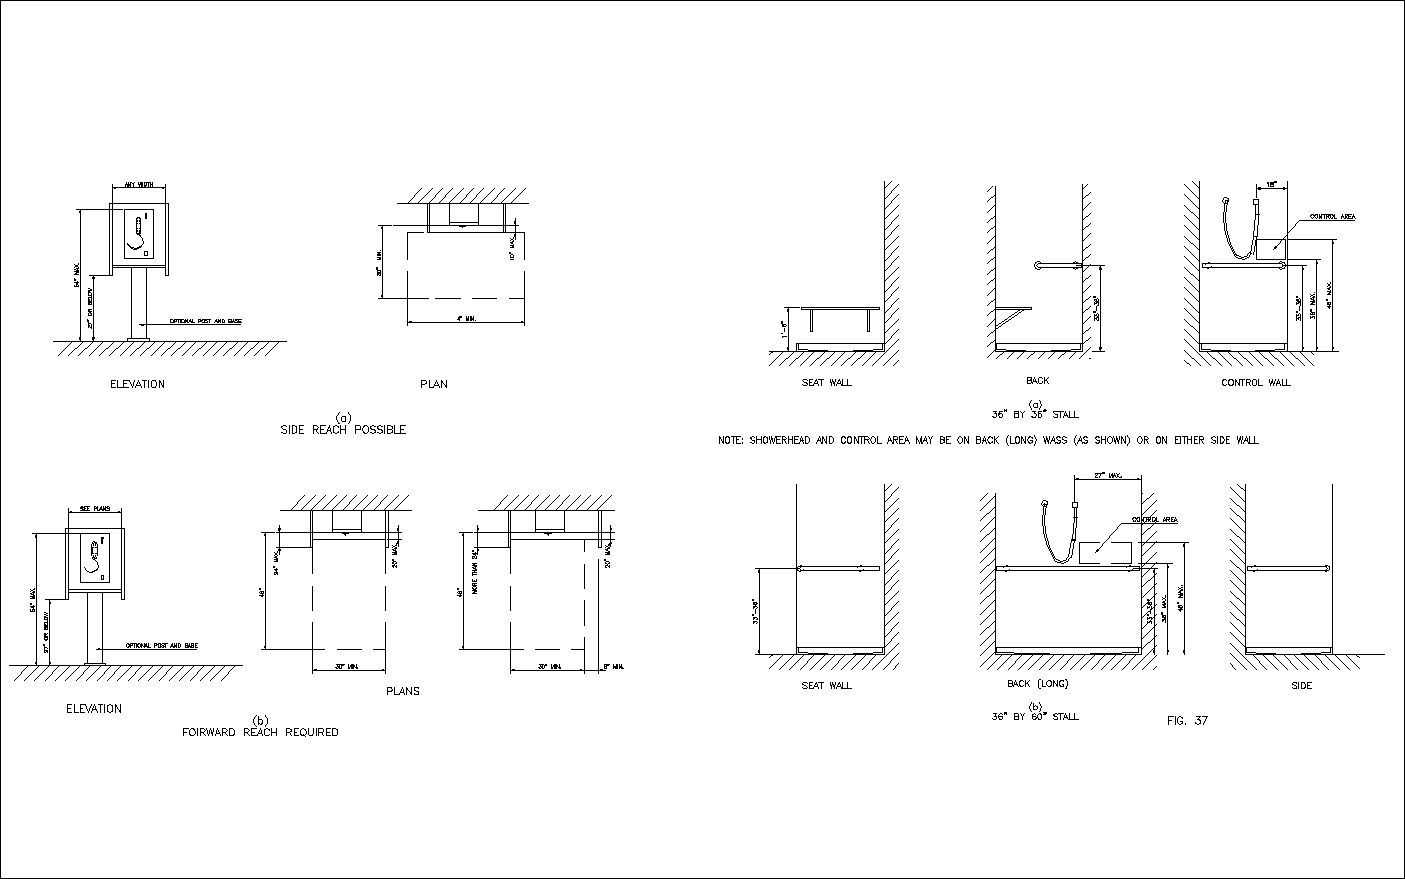 ANY WIDTH
54" MAX.
27" OR BELOW
OPTIONAL POST AND BASE
ELEVATION
30" MIN.
10" MAX.
4" MIN.
PLAN
(a)
SIDE REACH POSSIBLE
SEE PLANS
54" MAX.
27" OR BELOW
OPTIONAL POST AND BASE
ELEVATION
48"
24" MAX.
20" MAX.
30" MIN.
48"
MORE THAN 24"
20" MAX.
30" MIN.
6" MIN.
PLANS
(b)
FOIRWARD REACH REQUIRED
1'-6"
SEAT WALL
33"-36"
BACK
18"
CONTROL AREA
33"-36"
38" MAX.
48" MAX.
CONTROL WALL
(a)
36" BY 36" STALL
NOTE: SHOWERHEAD AND CONTROL AREA MAY BE ON BACK (LONG) WASS (AS SHOWN) OR ON EITHER SIDE WALL
33"-36"
SEAT WALL
27" MAX.
CONTROL AREA
33"-36"
38" MAX.
48" MAX.
BACK (LONG)
SIDE
(b)
36" BY 60" STALL
FIG. 37